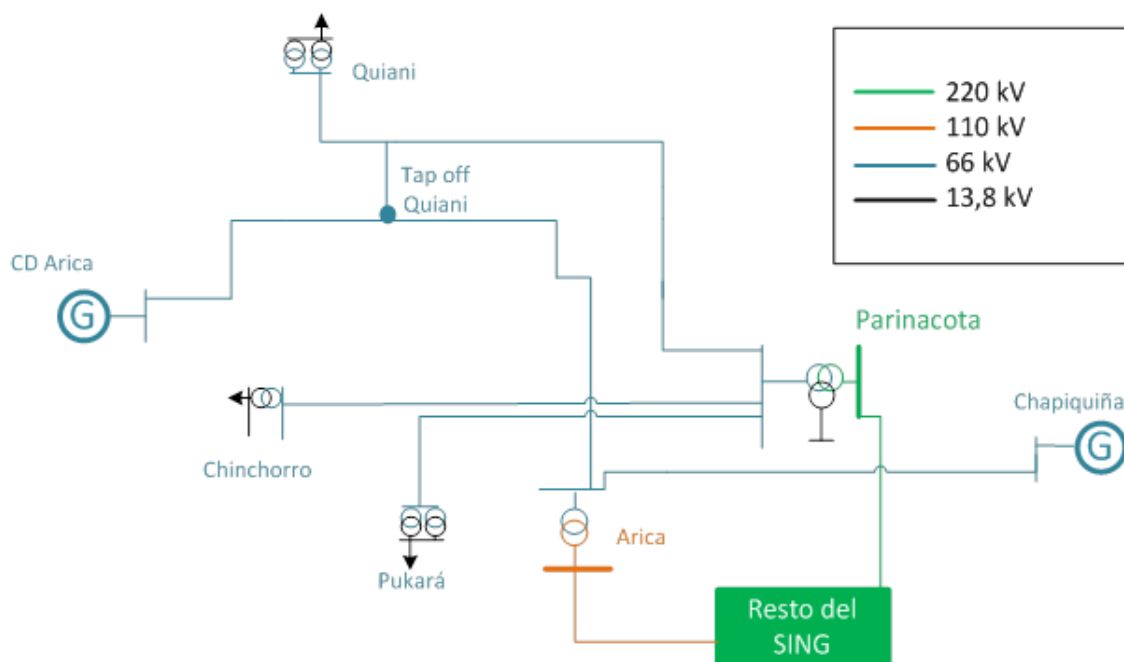 Quiani
220 kV
110 kV
66 kV
13,8 kV
Tap off
Quiani
CD Arica
G
Parinacota
Chapiquiña
G
Chinchorro
Arica
Pukará
Resto del
SING